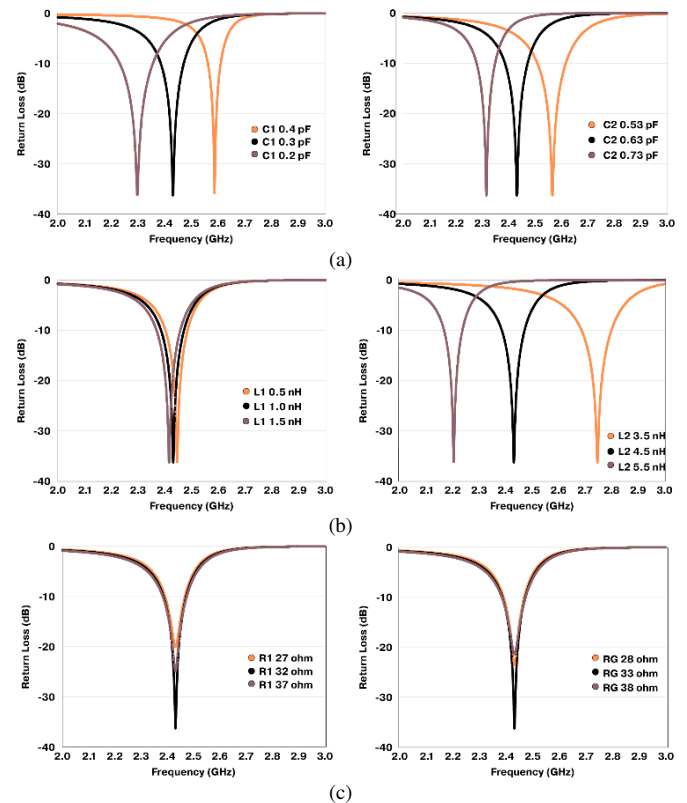 0
-10
-20
-30
-40
Return Loss (dB)
C1 0.4 pF
C1 0.3 pF
C1 0.2 pF
2.0 2.1 2.2 2.3 2.4 2.5 2.6 2.7 2.8 2.9 3.0
Frequency (GHz)
0
-10
-20
-30
-40
Return Loss (dB)
C2 0.53 pF
C2 0.63 pF
C2 0.73 pF
2.0 2.1 2.2 2.3 2.4 2.5 2.6 2.7 2.8 2.9 3.0
Frequency (GHz)
(a)
0
-10
-20
-30
-40
Return Loss (dB)
L1 0.5 nH
L1 1.0 nH
L1 1.5 nH
2.0 2.1 2.2 2.3 2.4 2.5 2.6 2.7 2.8 2.9 3.0
Frequency (GHz)
0
-10
-20
-30
-40
Return Loss (dB)
L2 3.5 nH
L2 4.5 nH
L2 5.5 nH
2.0 2.1 2.2 2.3 2.4 2.5 2.6 2.7 2.8 2.9 3.0
Frequency (GHz)
(b)
0
-10
-20
-30
-40
Return Loss (dB)
R1 27 ohm
R1 32 ohm
R1 37 ohm
2.0 2.1 2.2 2.3 2.4 2.5 2.6 2.7 2.8 2.9 3.0
Frequency (GHz)
0
-10
-20
-30
-40
Return Loss (dB)
RG 28 ohm
RG 33 ohm
RG 38 ohm
2.0 2.1 2.2 2.3 2.4 2.5 2.6 2.7 2.8 2.9 3.0
Frequency (GHz)
(c)